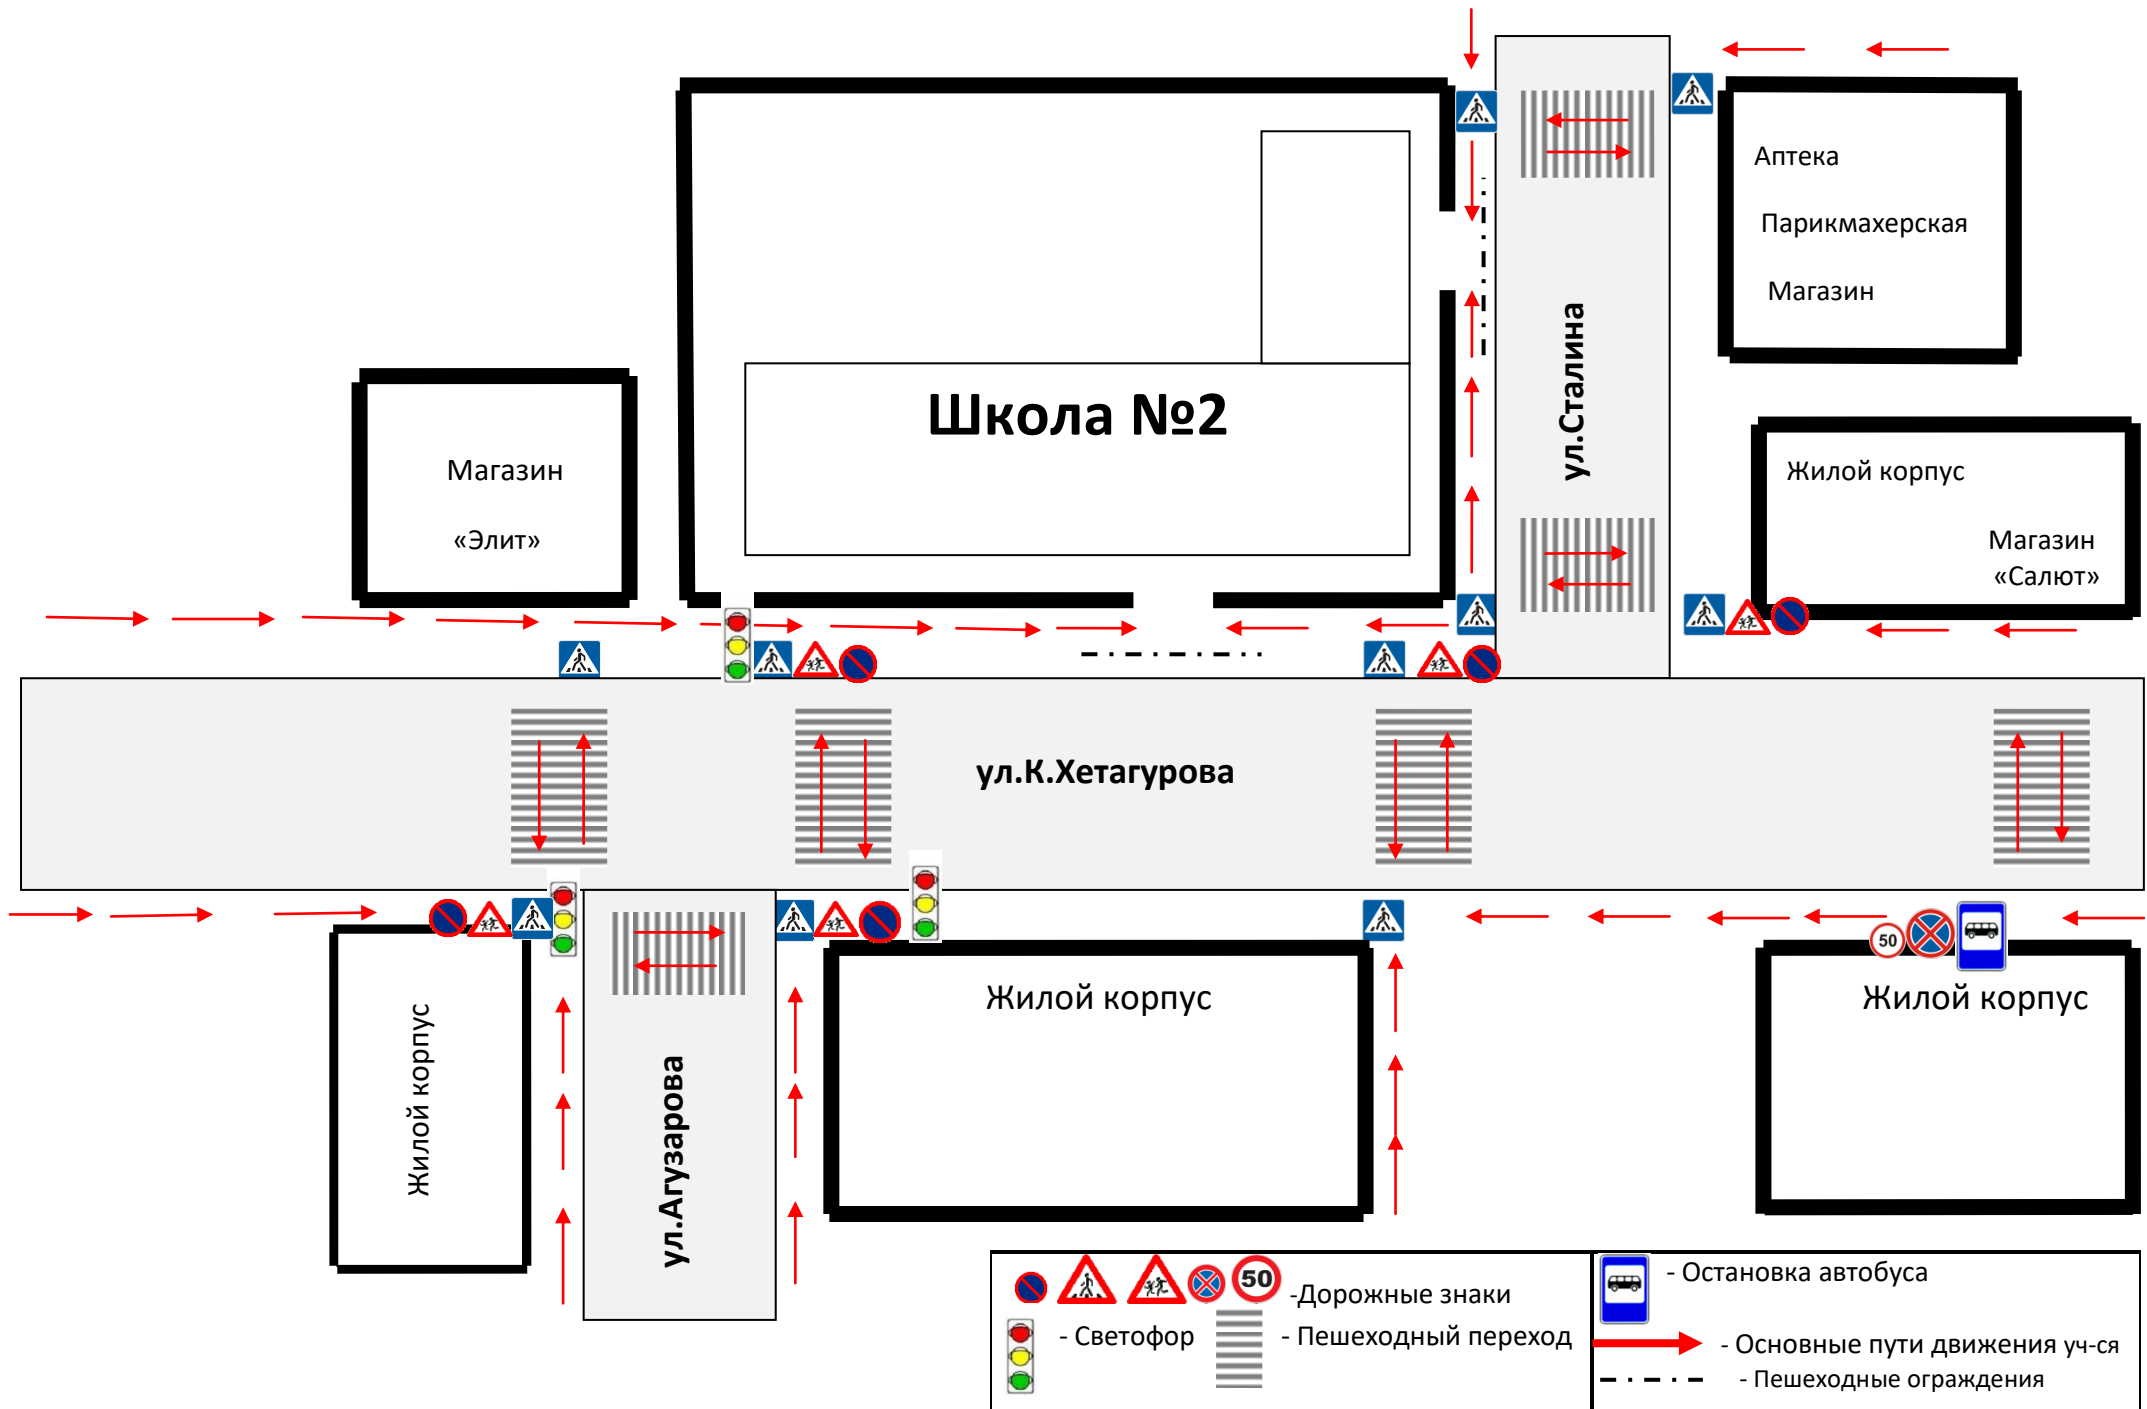 Аптека
Парикмахерская
Магазин
ул.Сталина
Школа №2
Магазин
«Элит»
Жилой корпус
Магазин
«Салют»
ул.К.Хетагурова
50
Жилой корпус
Жилой корпус
Жилой корпус
ул.Агузарова
50
-Дорожные знаки
- Остановка автобуса
- Светофор
- Пешеходный переход
- Основные пути движения уч-ся
- Пешеходные ограждения